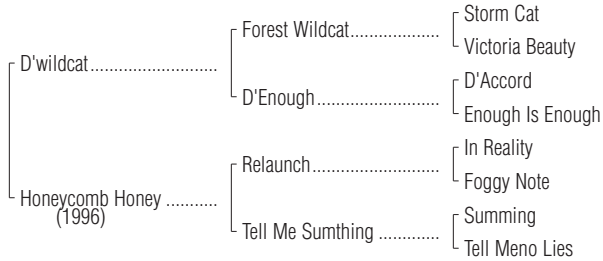 Storm Cat
Forest Wildcat....................
Victoria Beauty
D'wildcat............................
D'Accord
D'Enough...........................
Enough Is Enough
In Reality
Relaunch............................
Foggy Note
Honeycomb Honey ...........
(1996)
Summing
Tell Me Sumthing .............
Tell Meno Lies